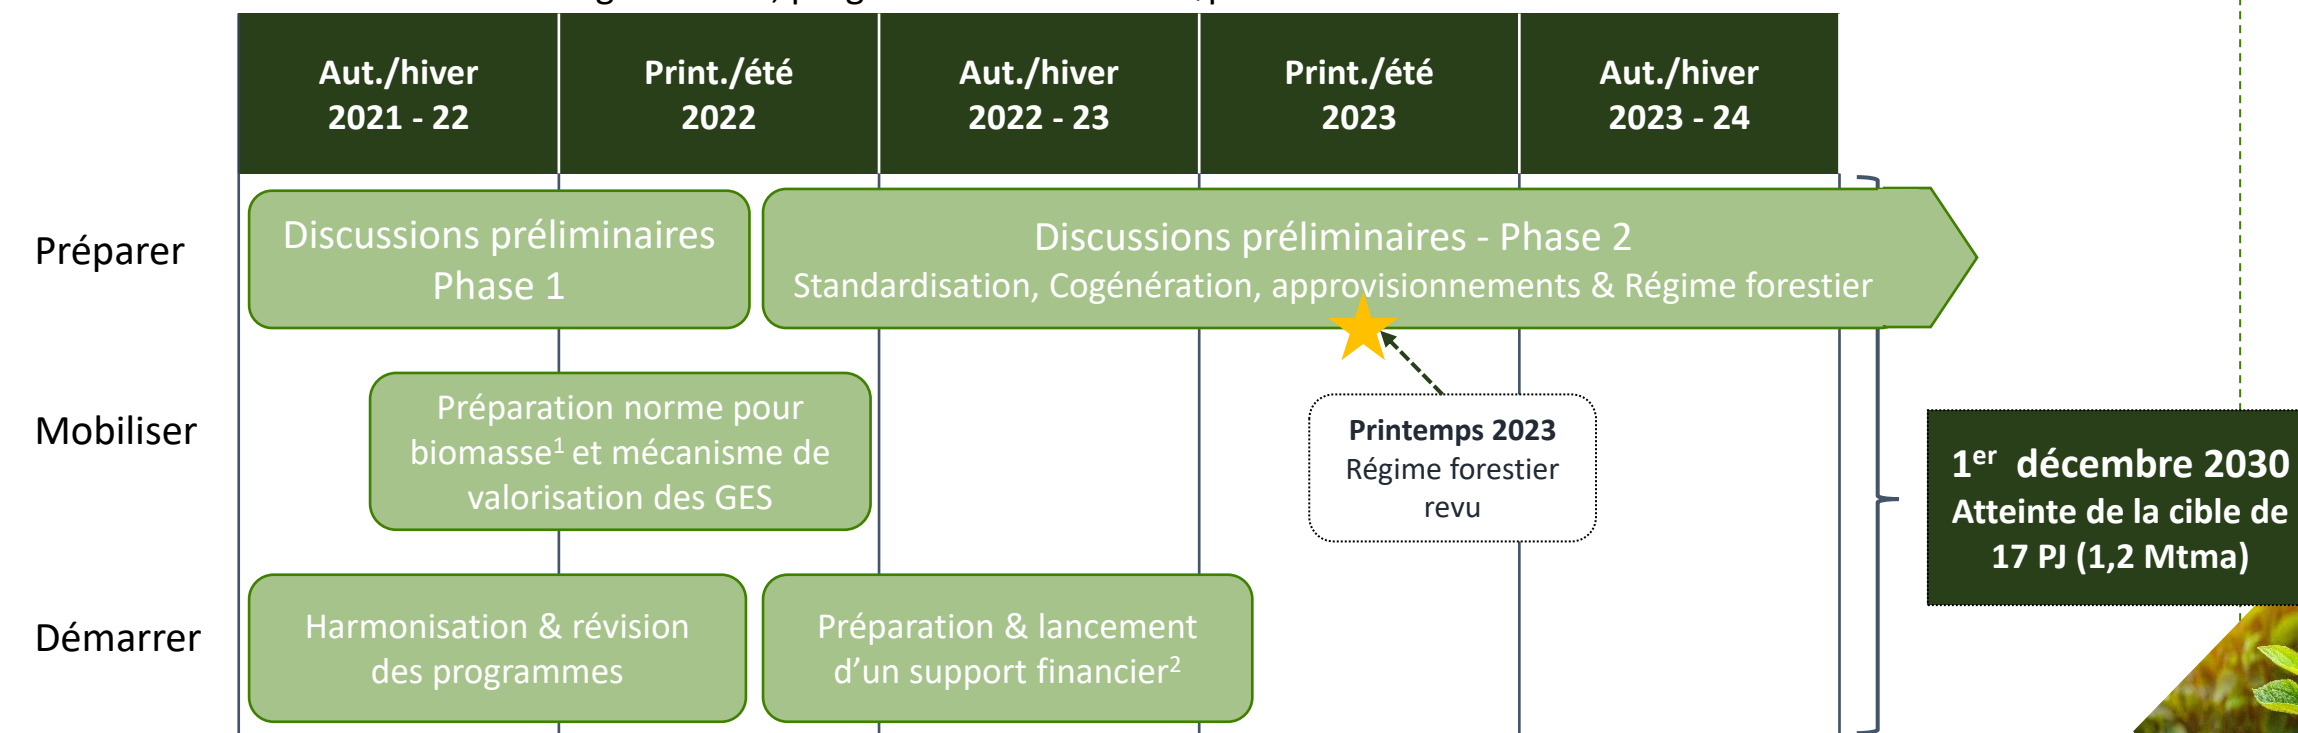 Aut./hiver
2021 - 22
Print./été
2022
Aut./hiver
2022 - 23
Print./été
2023
Aut./hiver
2023 - 24
Préparer
Discussions préliminaires
Phase 1
Discussions préliminaires - Phase 2
Standardisation, Cogénération, approvisionnements & Régime forestier
Mobiliser
Préparation norme pour
biomasse¹ et mécanisme de
valorisation des GES
Printemps 2023
Régime forestier
revu
1er décembre 2030
Atteinte de la cible de
17 PJ (1,2 Mtma)
Démarrer
Harmonisation & révision
des programmes
Préparation & lancement
d’un support financier²